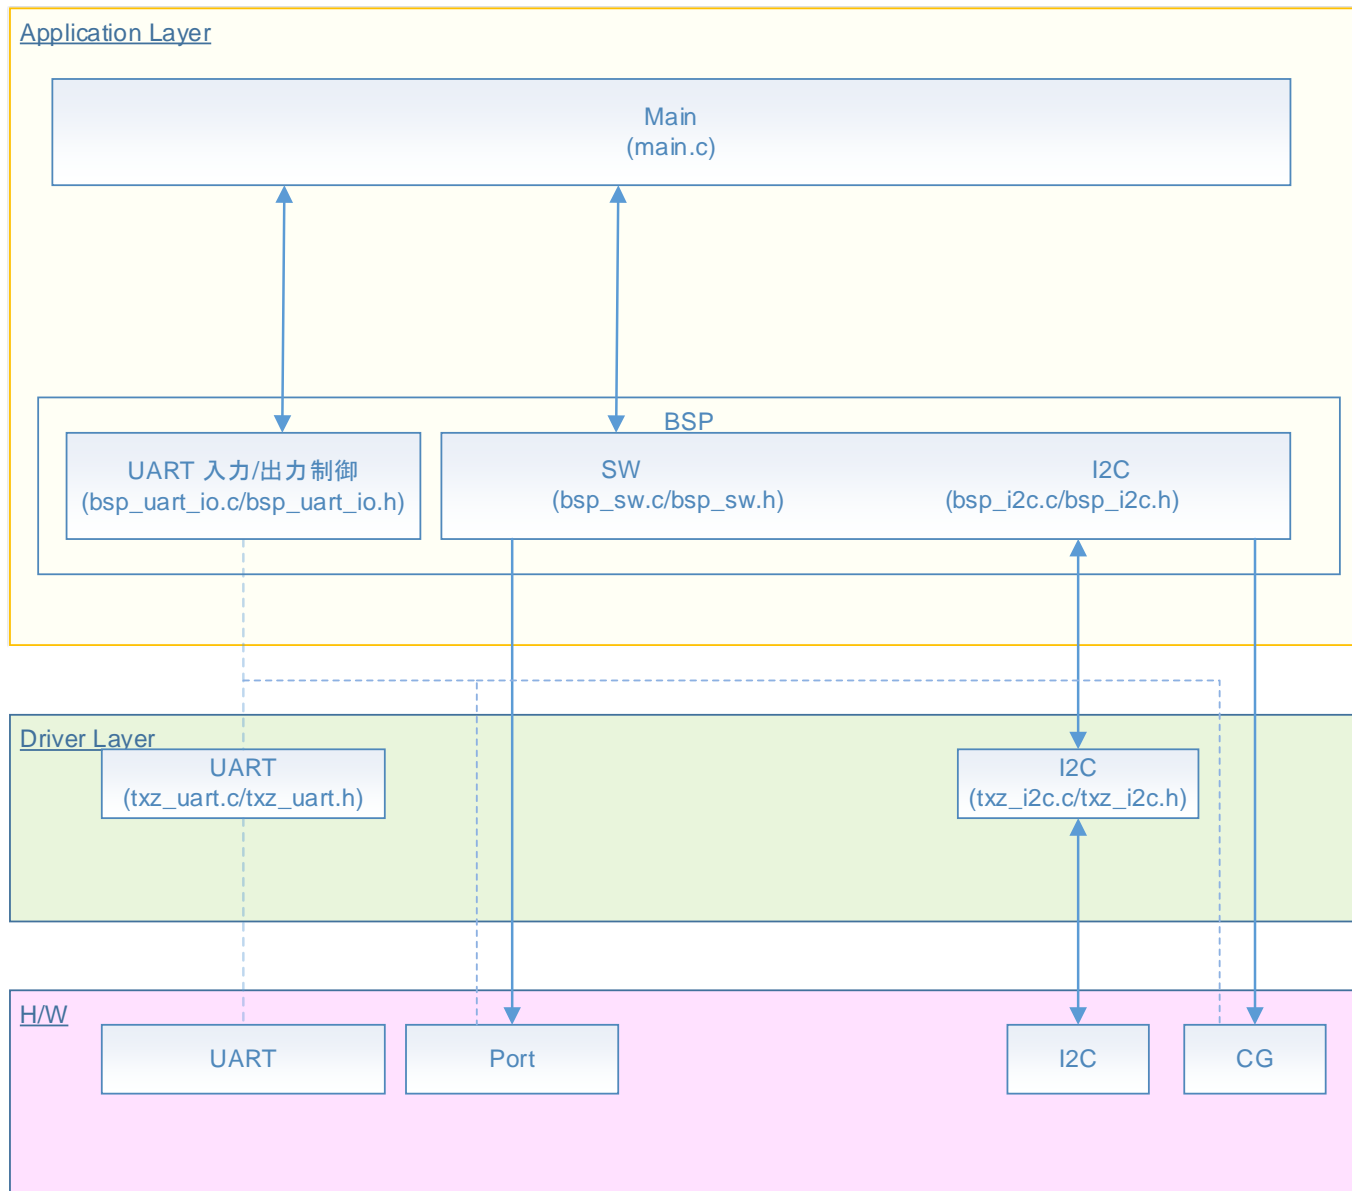 Application Layer
Main
(main.c)
BSP
UART 入力/出力制御
(bsp_uart_io.c/bsp_uart_io.h)
SW
(bsp_sw.c/bsp_sw.h)
I2C
(bsp_i2c.c/bsp_i2c.h)
Driver Layer
UART
(txz_uart.c/txz_uart.h)
I2C
(txz_i2c.c/txz_i2c.h)
H/W
UART
Port
I2C
CG